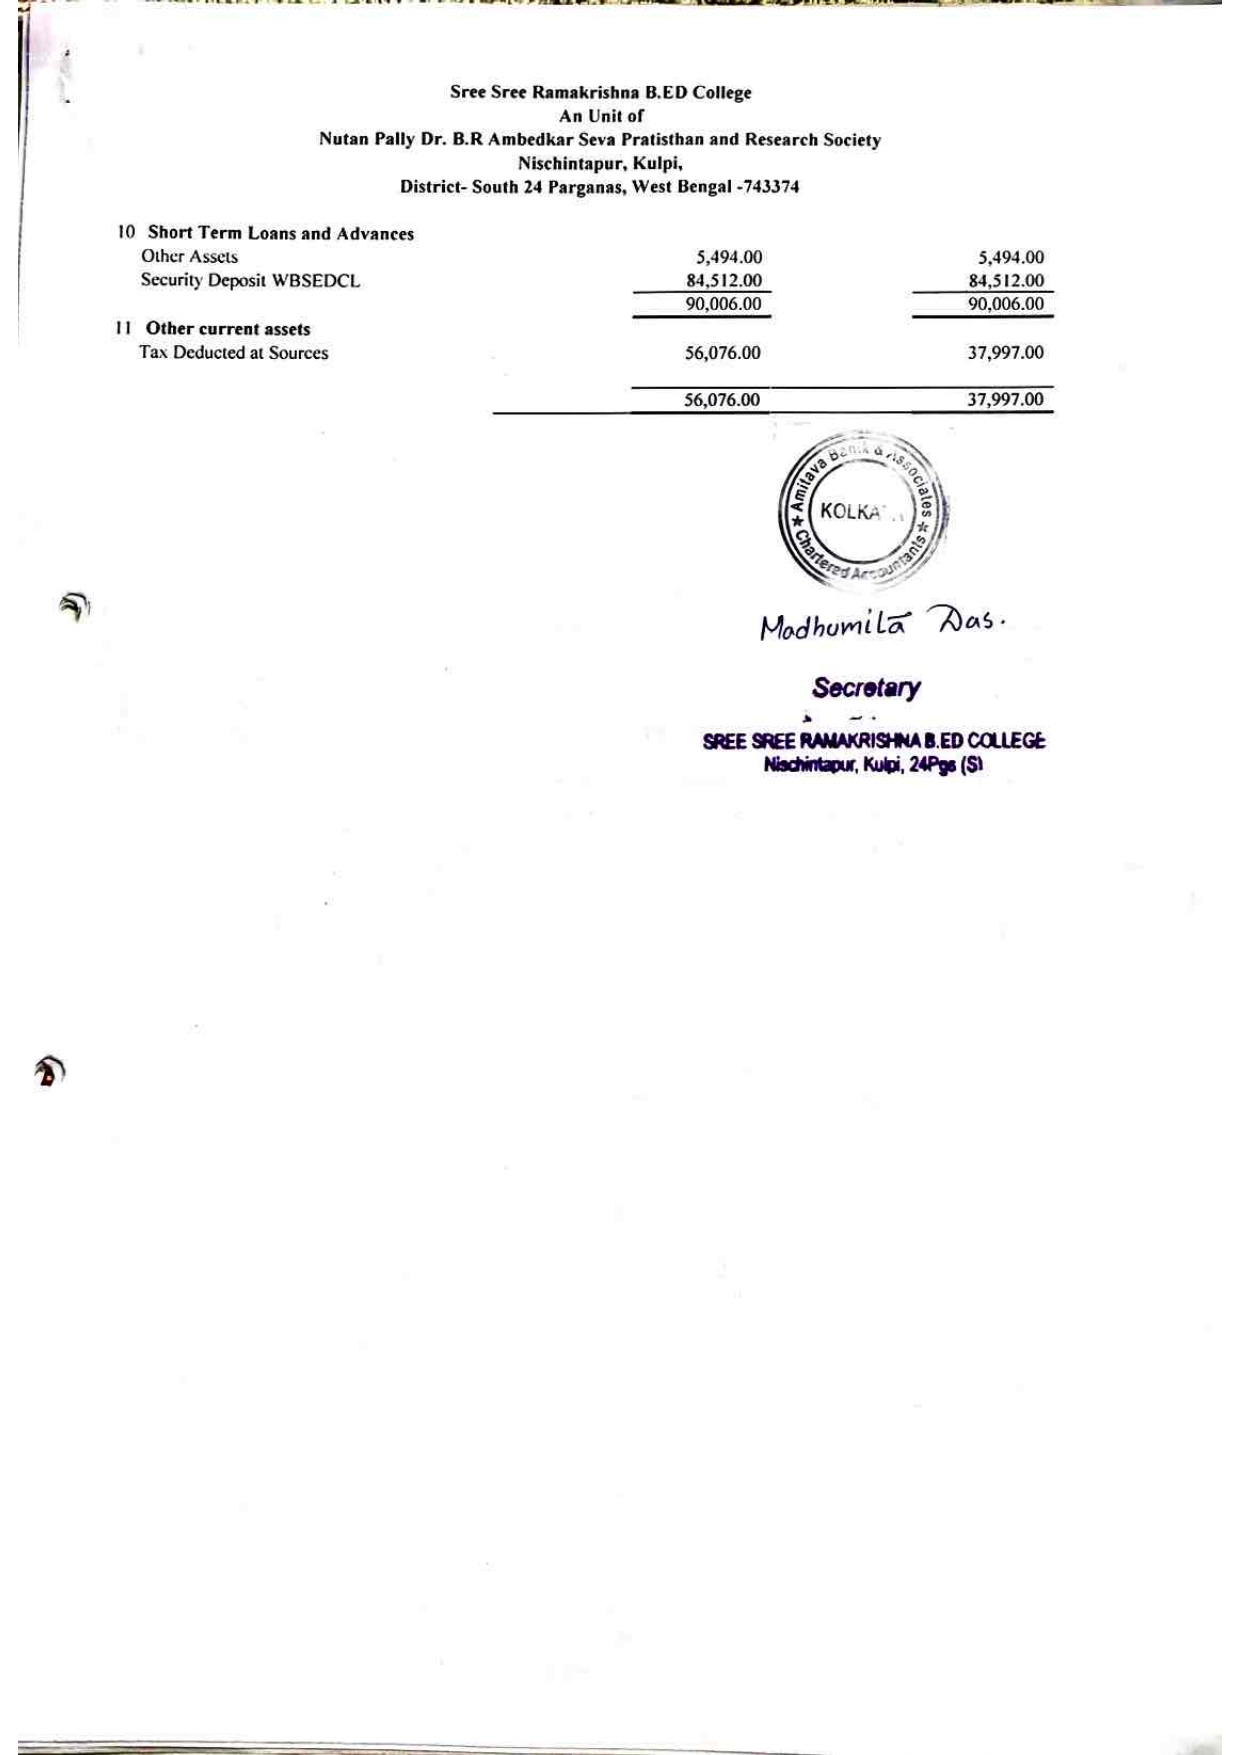 Sree Sree Ramakrishna B.ED College
An Unit of
Nutan Pally Dr. B.R Ambedkar Seva Pratisthan and Research Society
Nischintapur, Kulpi,
District- South 24 Parganas, West Bengal -743374
10 Short Term Loans and Advances
Other Assets 5,494.00 5,494.00
Security Deposit WBSEDCL 84,512.00 84,512.00
90,006.00 90,006.00
11 Other current assets
Tax Deducted at Sources 56,076.00 37,997.00
56,076.00 37,997.00
Amitava Banik & Associates
KOLKATA
Chartered Accountants
Madhumita Das.
Secretary
SREE SREE RAMAKRISHNA B.ED COLLEGE
Nischintapur, Kulpi, 24Pgs (S)